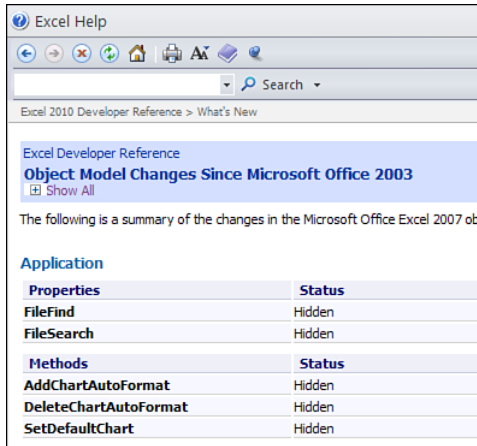 Excel Help
Search
Excel 2010 Developer Reference > What's New
Excel Developer Reference
Object Model Changes Since Microsoft Office 2003
Show All
The following is a summary of the changes in the Microsoft Office Excel 2007
Application
Properties Status
FileFind Hidden
FileSearch Hidden
Methods Status
AddChartAutoFormat Hidden
DeleteChartAutoFormat Hidden
SetDefaultChart Hidden